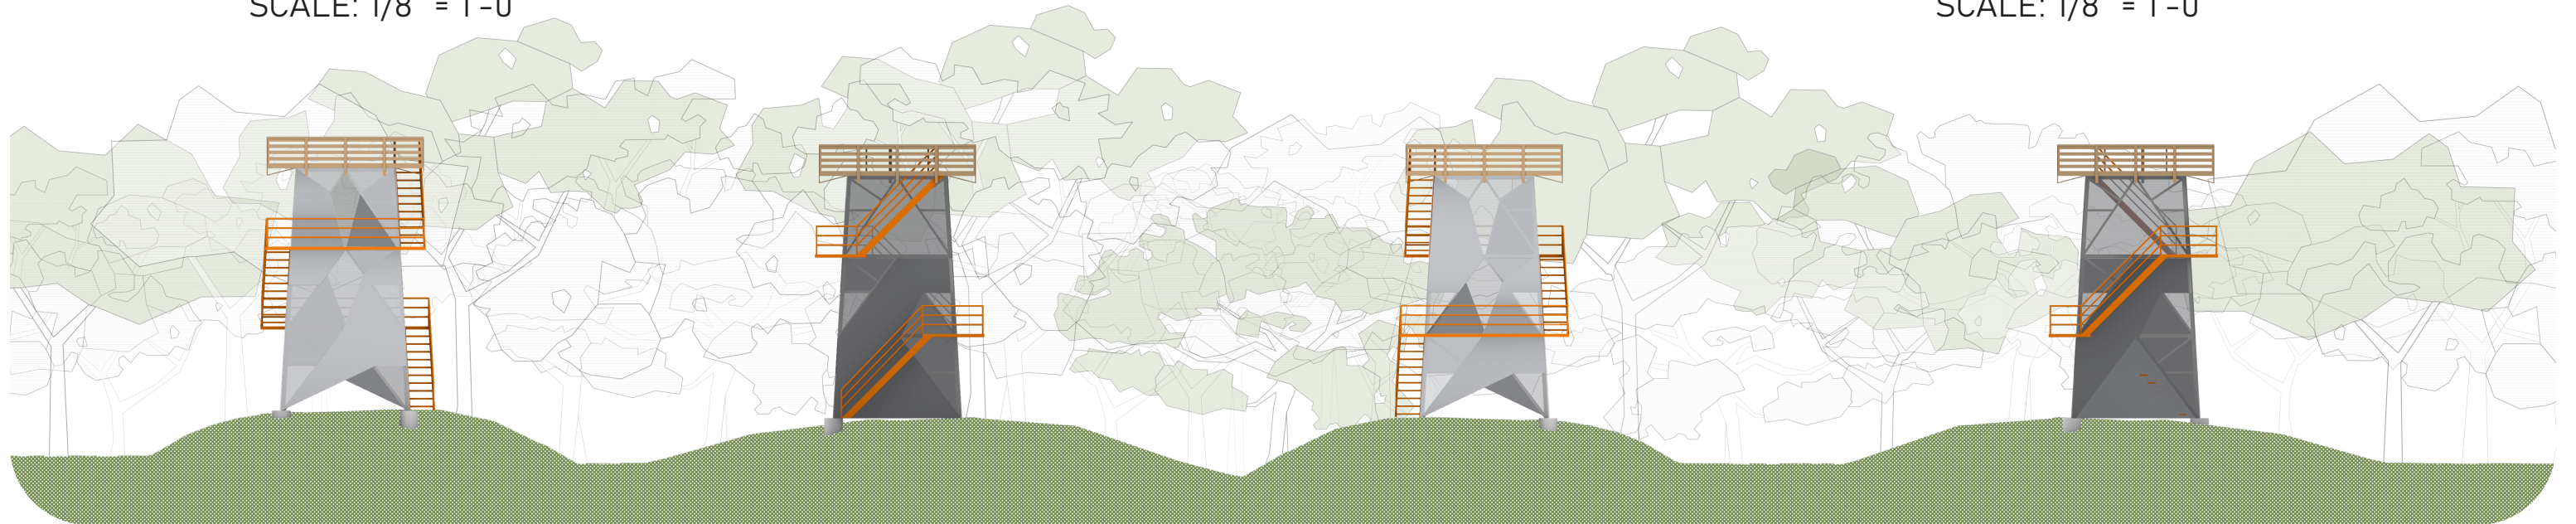 SCALE: 1/8" = 1'-0"
SCALE: 1/8" = 1'-0"